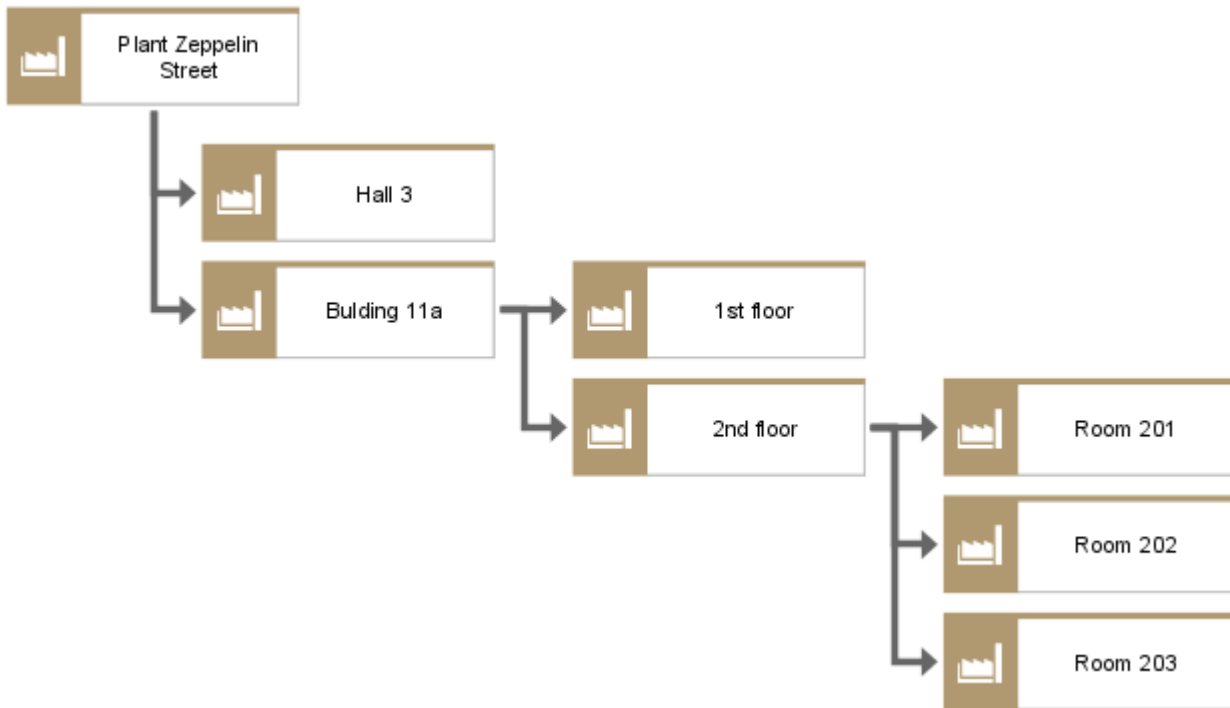 Plant Zeppelin
Street
Hall 3
Bulding 11a
1st floor
2nd floor
Room 201
Room 202
Room 203